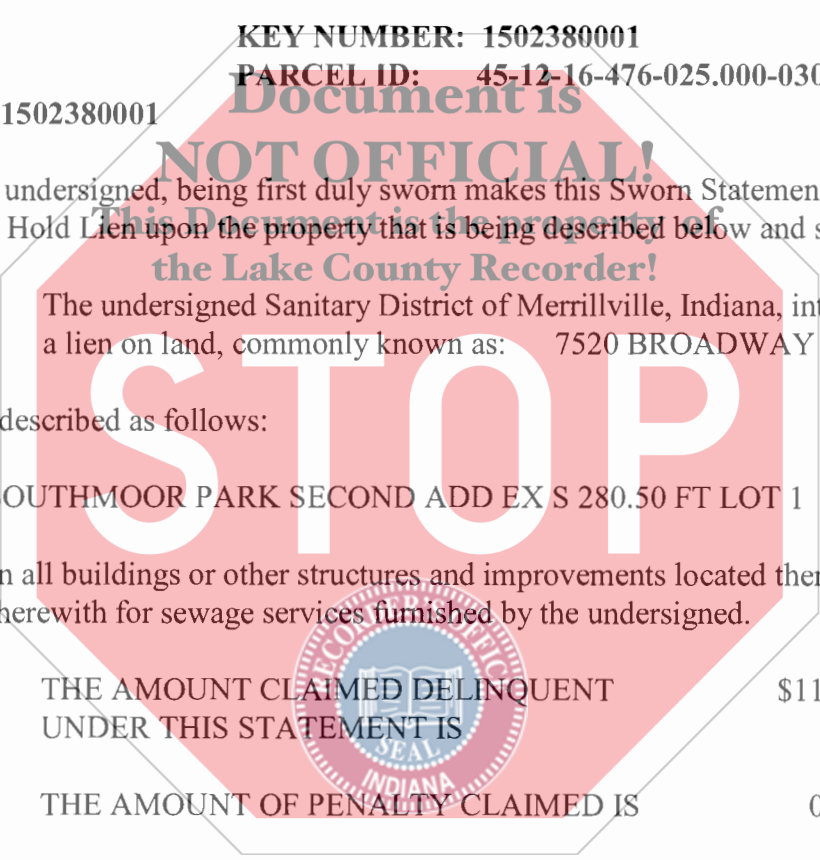 KEY NUMBER: 1502380001
PARCEL ID: 45-12-16-476-025.000-030
1502380001
Document is
NOT OFFICIAL!
undersigned, being first duly sworn makes this Sworn Statemen
This Document is the property of
Hold Lien upon the property that is being described below and s
the Lake County Recorder!
The undersigned Sanitary District of Merrillville, Indiana, int
a lien on land, commonly known as: 7520 BROADWAY
STOP
described as follows:
OUTHMOOR PARK SECOND ADD EX S 280.50 FT LOT 1
n all buildings or other structures and improvements located ther
herewith for sewage services furnished by the undersigned.
RECORDER'S OFFICE
THE AMOUNT CLAIMED DELINQUENT $11
UNDER THIS STATEMENT IS
SEAL
INDIANA
THE AMOUNT OF PENALTY CLAIMED IS 0